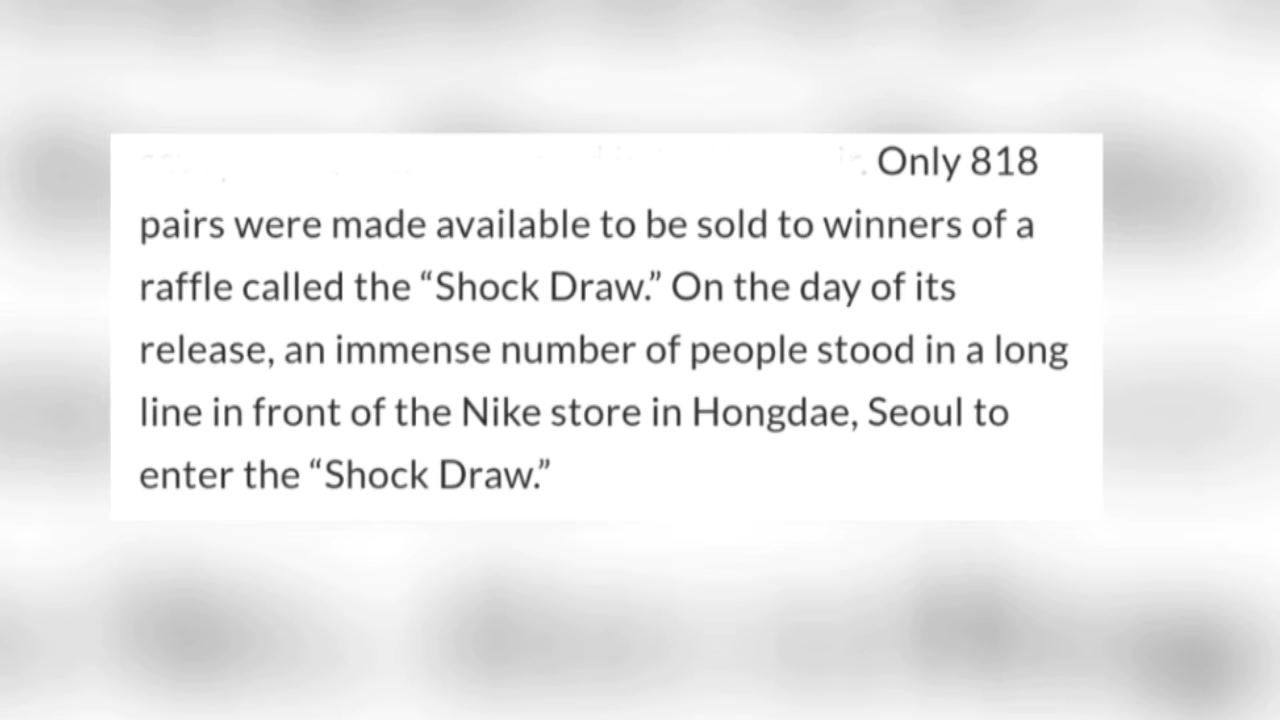 Only 818
pairs were made available to be sold to winners of a
raffle called the “Shock Draw.” On the day of its
release, an immense number of people stood in a long
line in front of the Nike store in Hongdae, Seoul to
enter the “Shock Draw.”